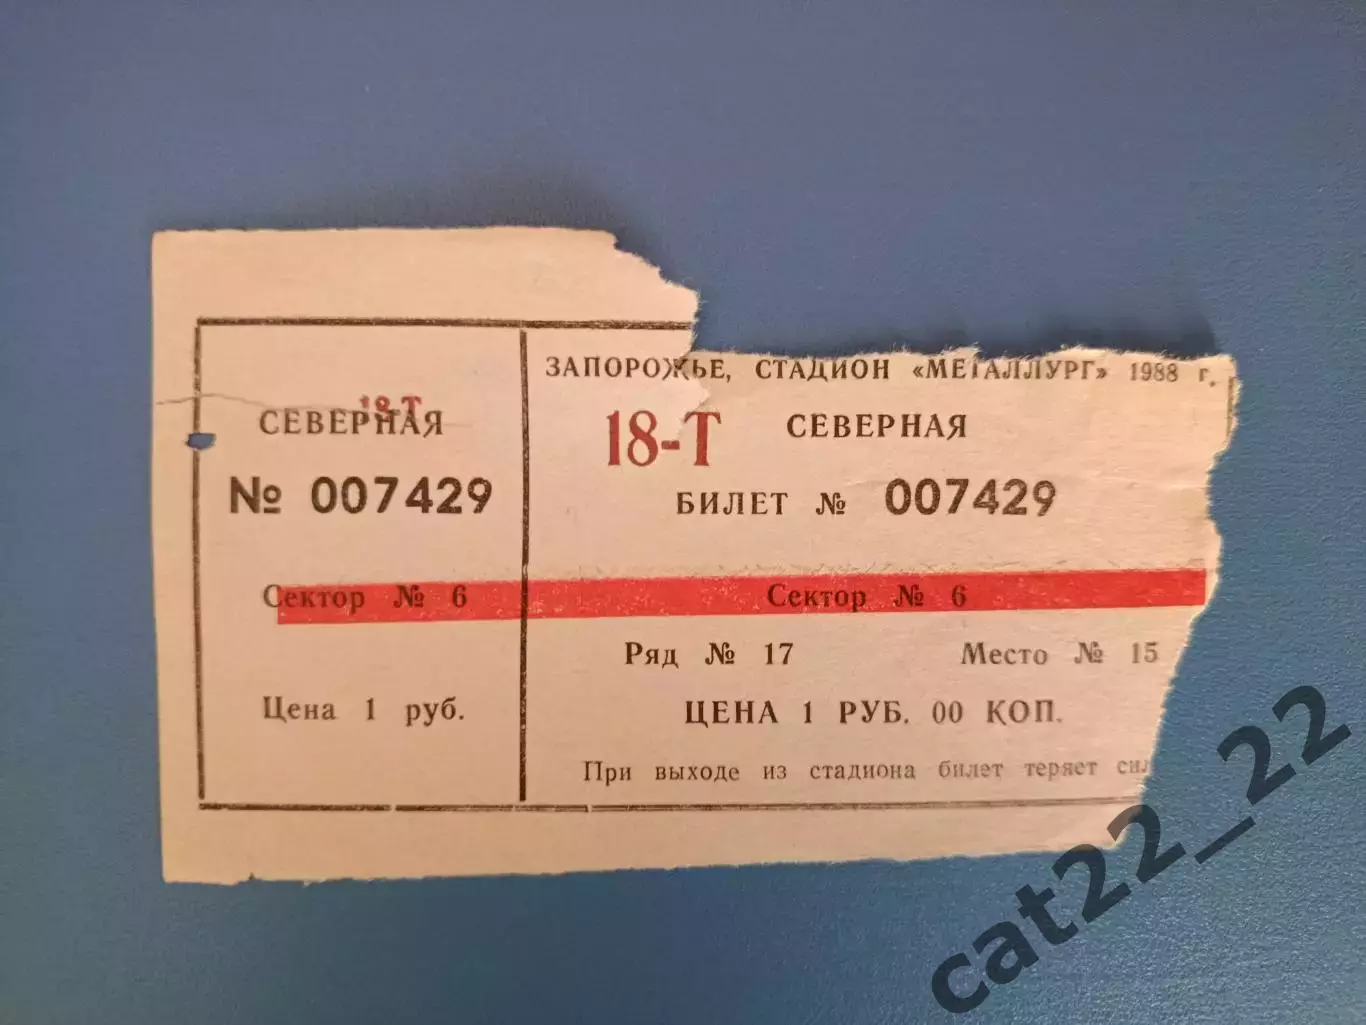 18-Т
СЕВЕРНАЯ
№ 007429
Сектор № 6
Цена 1 руб.
ЗАПОРОЖЬЕ, СТАДИОН «МЕТАЛЛУРГ» 1988 г.
18-Т СЕВЕРНАЯ
БИЛЕТ № 007429
Сектор № 6
Ряд № 17 Место № 15
ЦЕНА 1 РУБ. 00 КОП.
При выходе из стадиона билет теряет сил
cat22_22